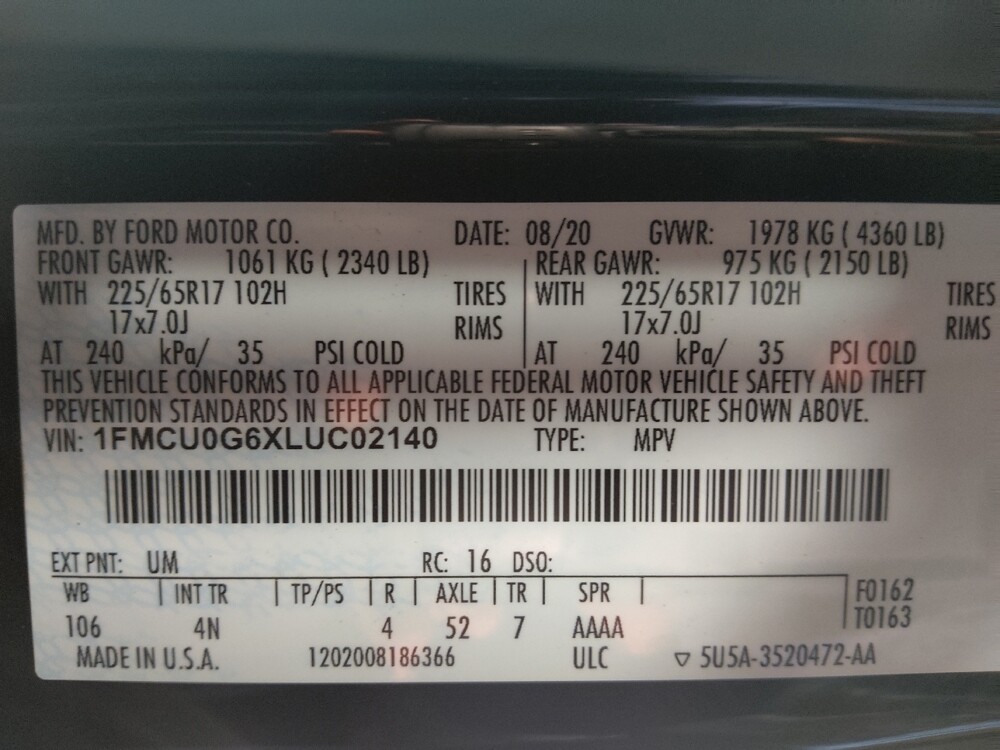 MFD. BY FORD MOTOR CO. DATE: 08/20 GVWR: 1978 KG ( 4360 LB)
FRONT GAWR: 1061 KG ( 2340 LB) REAR GAWR: 975 KG ( 2150 LB)
WITH 225/65R17 102H TIRES WITH 225/65R17 102H TIRES
17x7.0J RIMS 17x7.0J RIMS
AT 240 kPa/ 35 PSI COLD AT 240 kPa/ 35 PSI COLD
THIS VEHICLE CONFORMS TO ALL APPLICABLE FEDERAL MOTOR VEHICLE SAFETY AND THEFT
PREVENTION STANDARDS IN EFFECT ON THE DATE OF MANUFACTURE SHOWN ABOVE.
VIN: 1FMCU0G6XLUC02140 TYPE: MPV
EXT PNT: UM RC: 16 DSO:
WB | INT TR | TP/PS | R | AXLE | TR | SPR | F0162
T0163
106 4N 4 52 7 AAAA
MADE IN U.S.A. 1202008186366 ULC ▽ 5U5A-3520472-AA